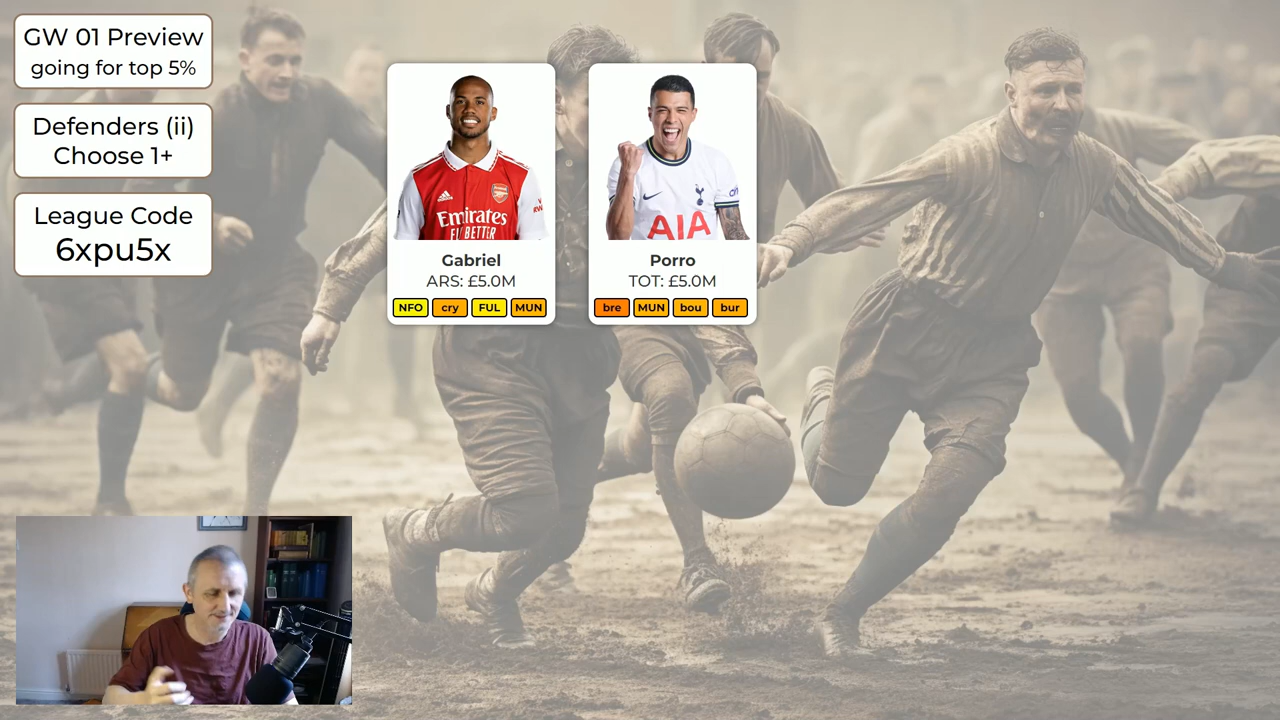 GW 01 Preview
going for top 5%
Defenders (ii)
Choose 1+
League Code
6xpu5x
Arsenal
Emirates
FLY BETTER
Gabriel
ARS: £5.0M
NFO cry FUL MUN
AIA
Porro
TOT: £5.0M
bre MUN bou bur